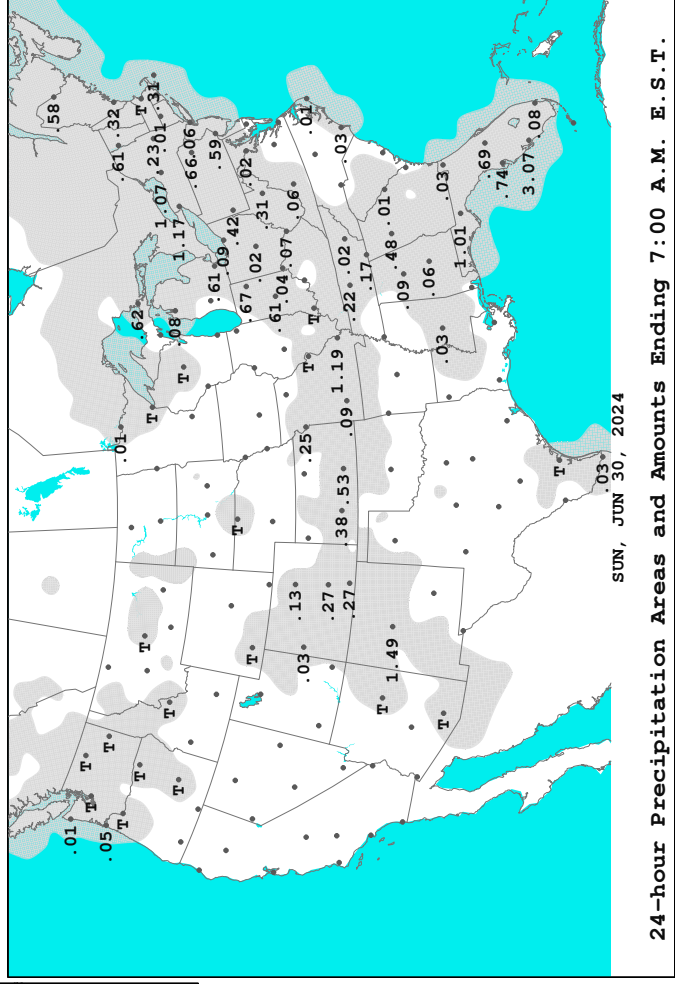 .58
.01
T
T
.05
T
.32
.61
.01
T
T
.62
T
T
T
.23
.31
1.07
.01
T
.08
T
1.17
T
.66
.06
.61
.59
.09
.42
T
.67
.02
T
.02
.31
.61
.04
.07
.13
.06
.03
.25
.01
T
T
.27
1.19
.38
.53
.09
.02
.03
.27
.22
.17
T
.01
1.49
.48
.09
.06
T
.03
.03
1.01
.69
.74
3.07
.08
T
.03
SUN, JUN 30, 2024
24-hour Precipitation Areas and Amounts Ending 7:00 A.M. E.S.T.